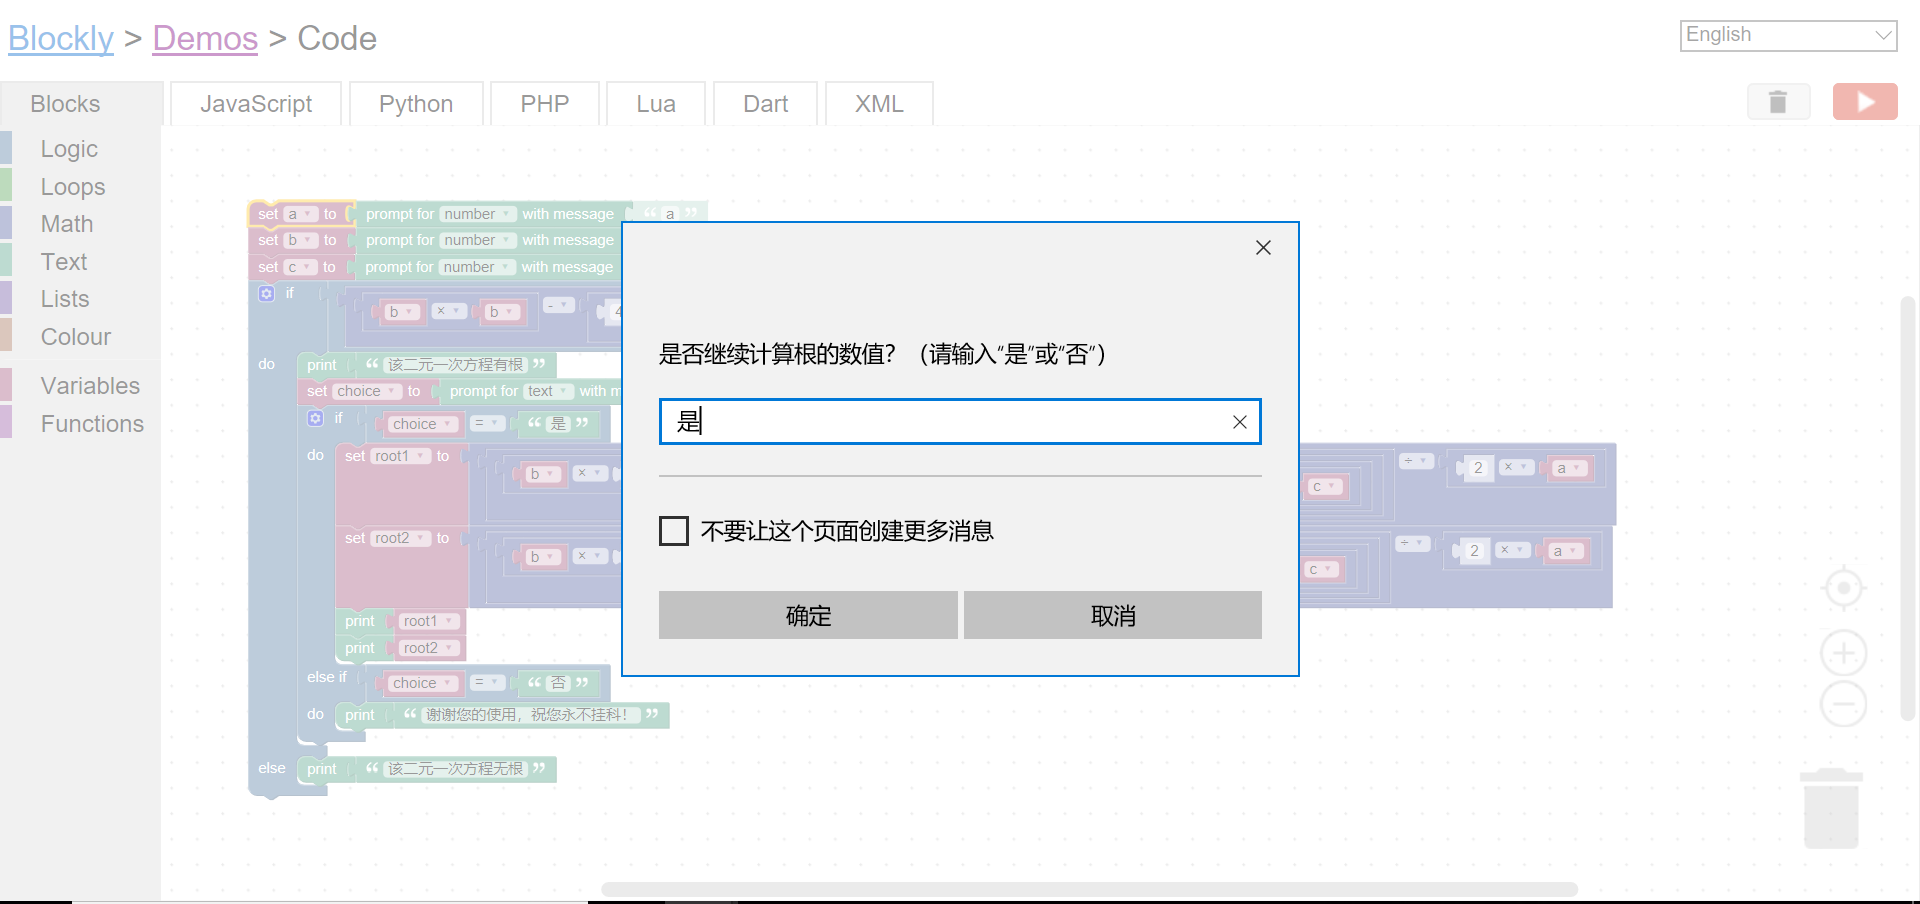 Blockly > Demos > Code
English
Blocks
JavaScript
Python
PHP
Lua
Dart
XML
Logic
Loops
Math
Text
Lists
Colour
Variables
Functions
set a to prompt for number with message “ a ”
set b to prompt for number with message
set c to prompt for number with message
if b × b - 4
do print “ 该二元一次方程有根 ”
set choice to prompt for text with m
if choice = “ 是 ”
do set root1 to b ×
c ÷ 2 × a
set root2 to b ×
c ÷ 2 × a
print root1
print root2
else if choice = “ 否 ”
do print “ 谢谢您的使用，祝您永不挂科！ ”
else print “ 该二元一次方程无根 ”
是否继续计算根的数值？（请输入“是”或“否”）
是
不要让这个页面创建更多消息
确定
取消